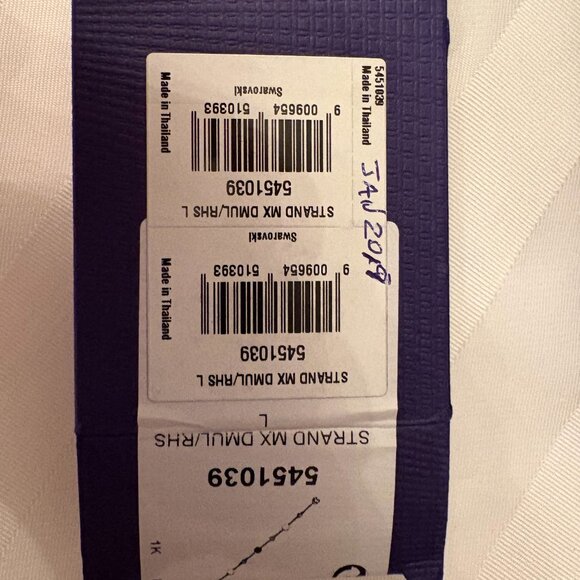 5451039
Made in Thailand
JAN 2019
STRAND MX DMUL/RHS L
5451039
9 009654 510393
Swarovski
Made in Thailand
STRAND MX DMUL/RHS L
5451039
9 009654 510393
Swarovski
Made in Thailand
5451039
STRAND MX DMUL/RHS
L
1K